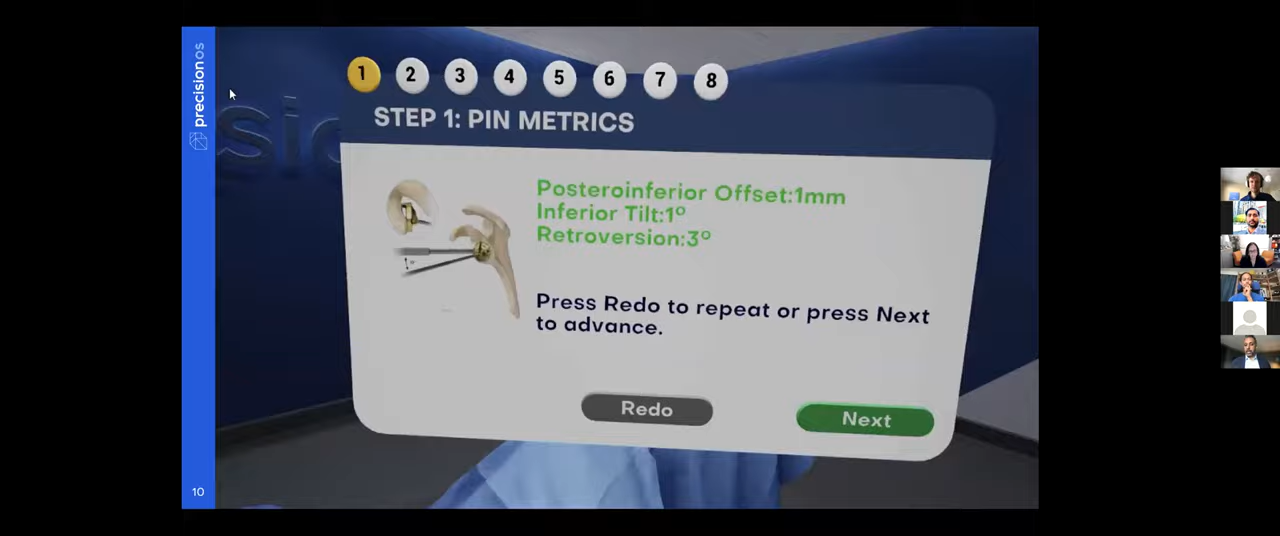 precisionos
1 2 3 4 5 6 7 8
STEP 1: PIN METRICS
Posteroinferior Offset:1mm
Inferior Tilt:1°
Retroversion:3°
Press Redo to repeat or press Next
to advance.
Redo
Next
10